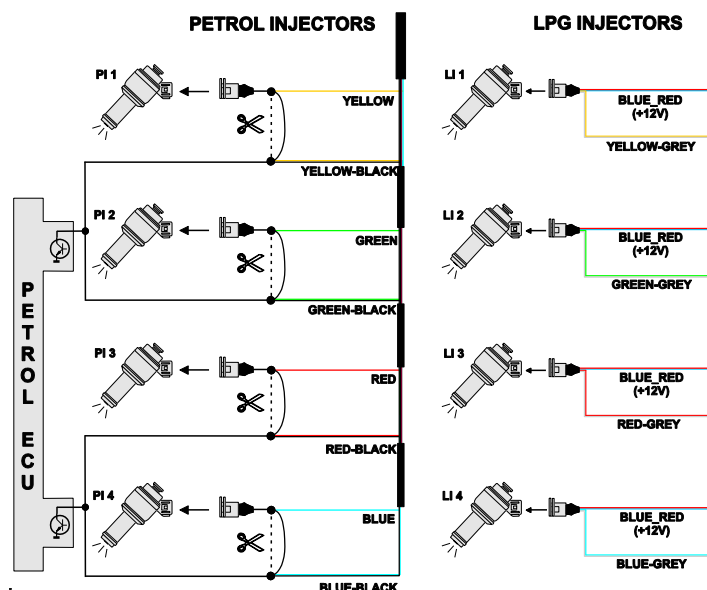 PETROL INJECTORS
LPG INJECTORS
PI 1
YELLOW
YELLOW-BLACK
LI 1
BLUE_RED
(+12V)
YELLOW-GREY
PI 2
GREEN
GREEN-BLACK
LI 2
BLUE_RED
(+12V)
GREEN-GREY
PETROL ECU
PI 3
RED
RED-BLACK
LI 3
BLUE_RED
(+12V)
RED-GREY
PI 4
BLUE
BLUE-BLACK
LI 4
BLUE_RED
(+12V)
BLUE-GREY